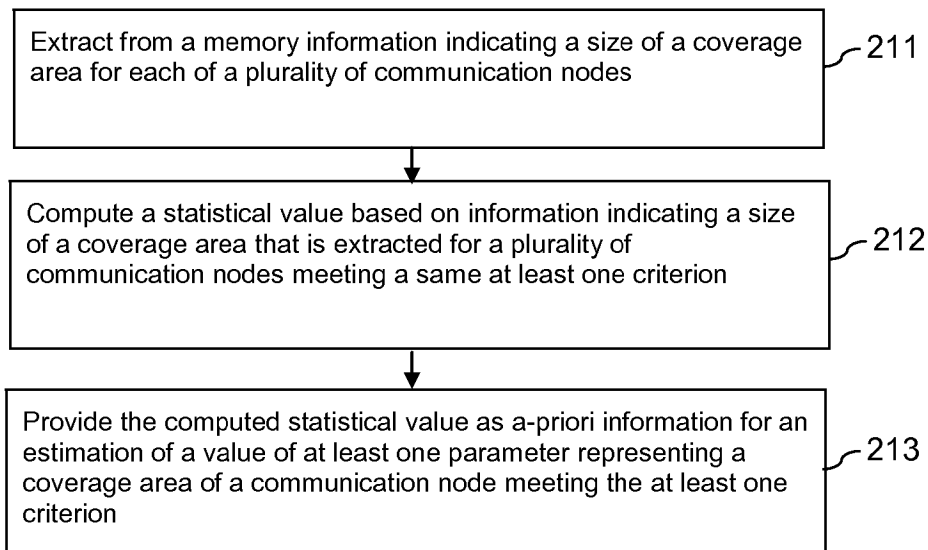 Extract from a memory information indicating a size of a coverage
area for each of a plurality of communication nodes
211
Compute a statistical value based on information indicating a size
of a coverage area that is extracted for a plurality of
communication nodes meeting a same at least one criterion
212
Provide the computed statistical value as a-priori information for an
estimation of a value of at least one parameter representing a
coverage area of a communication node meeting the at least one
criterion
213